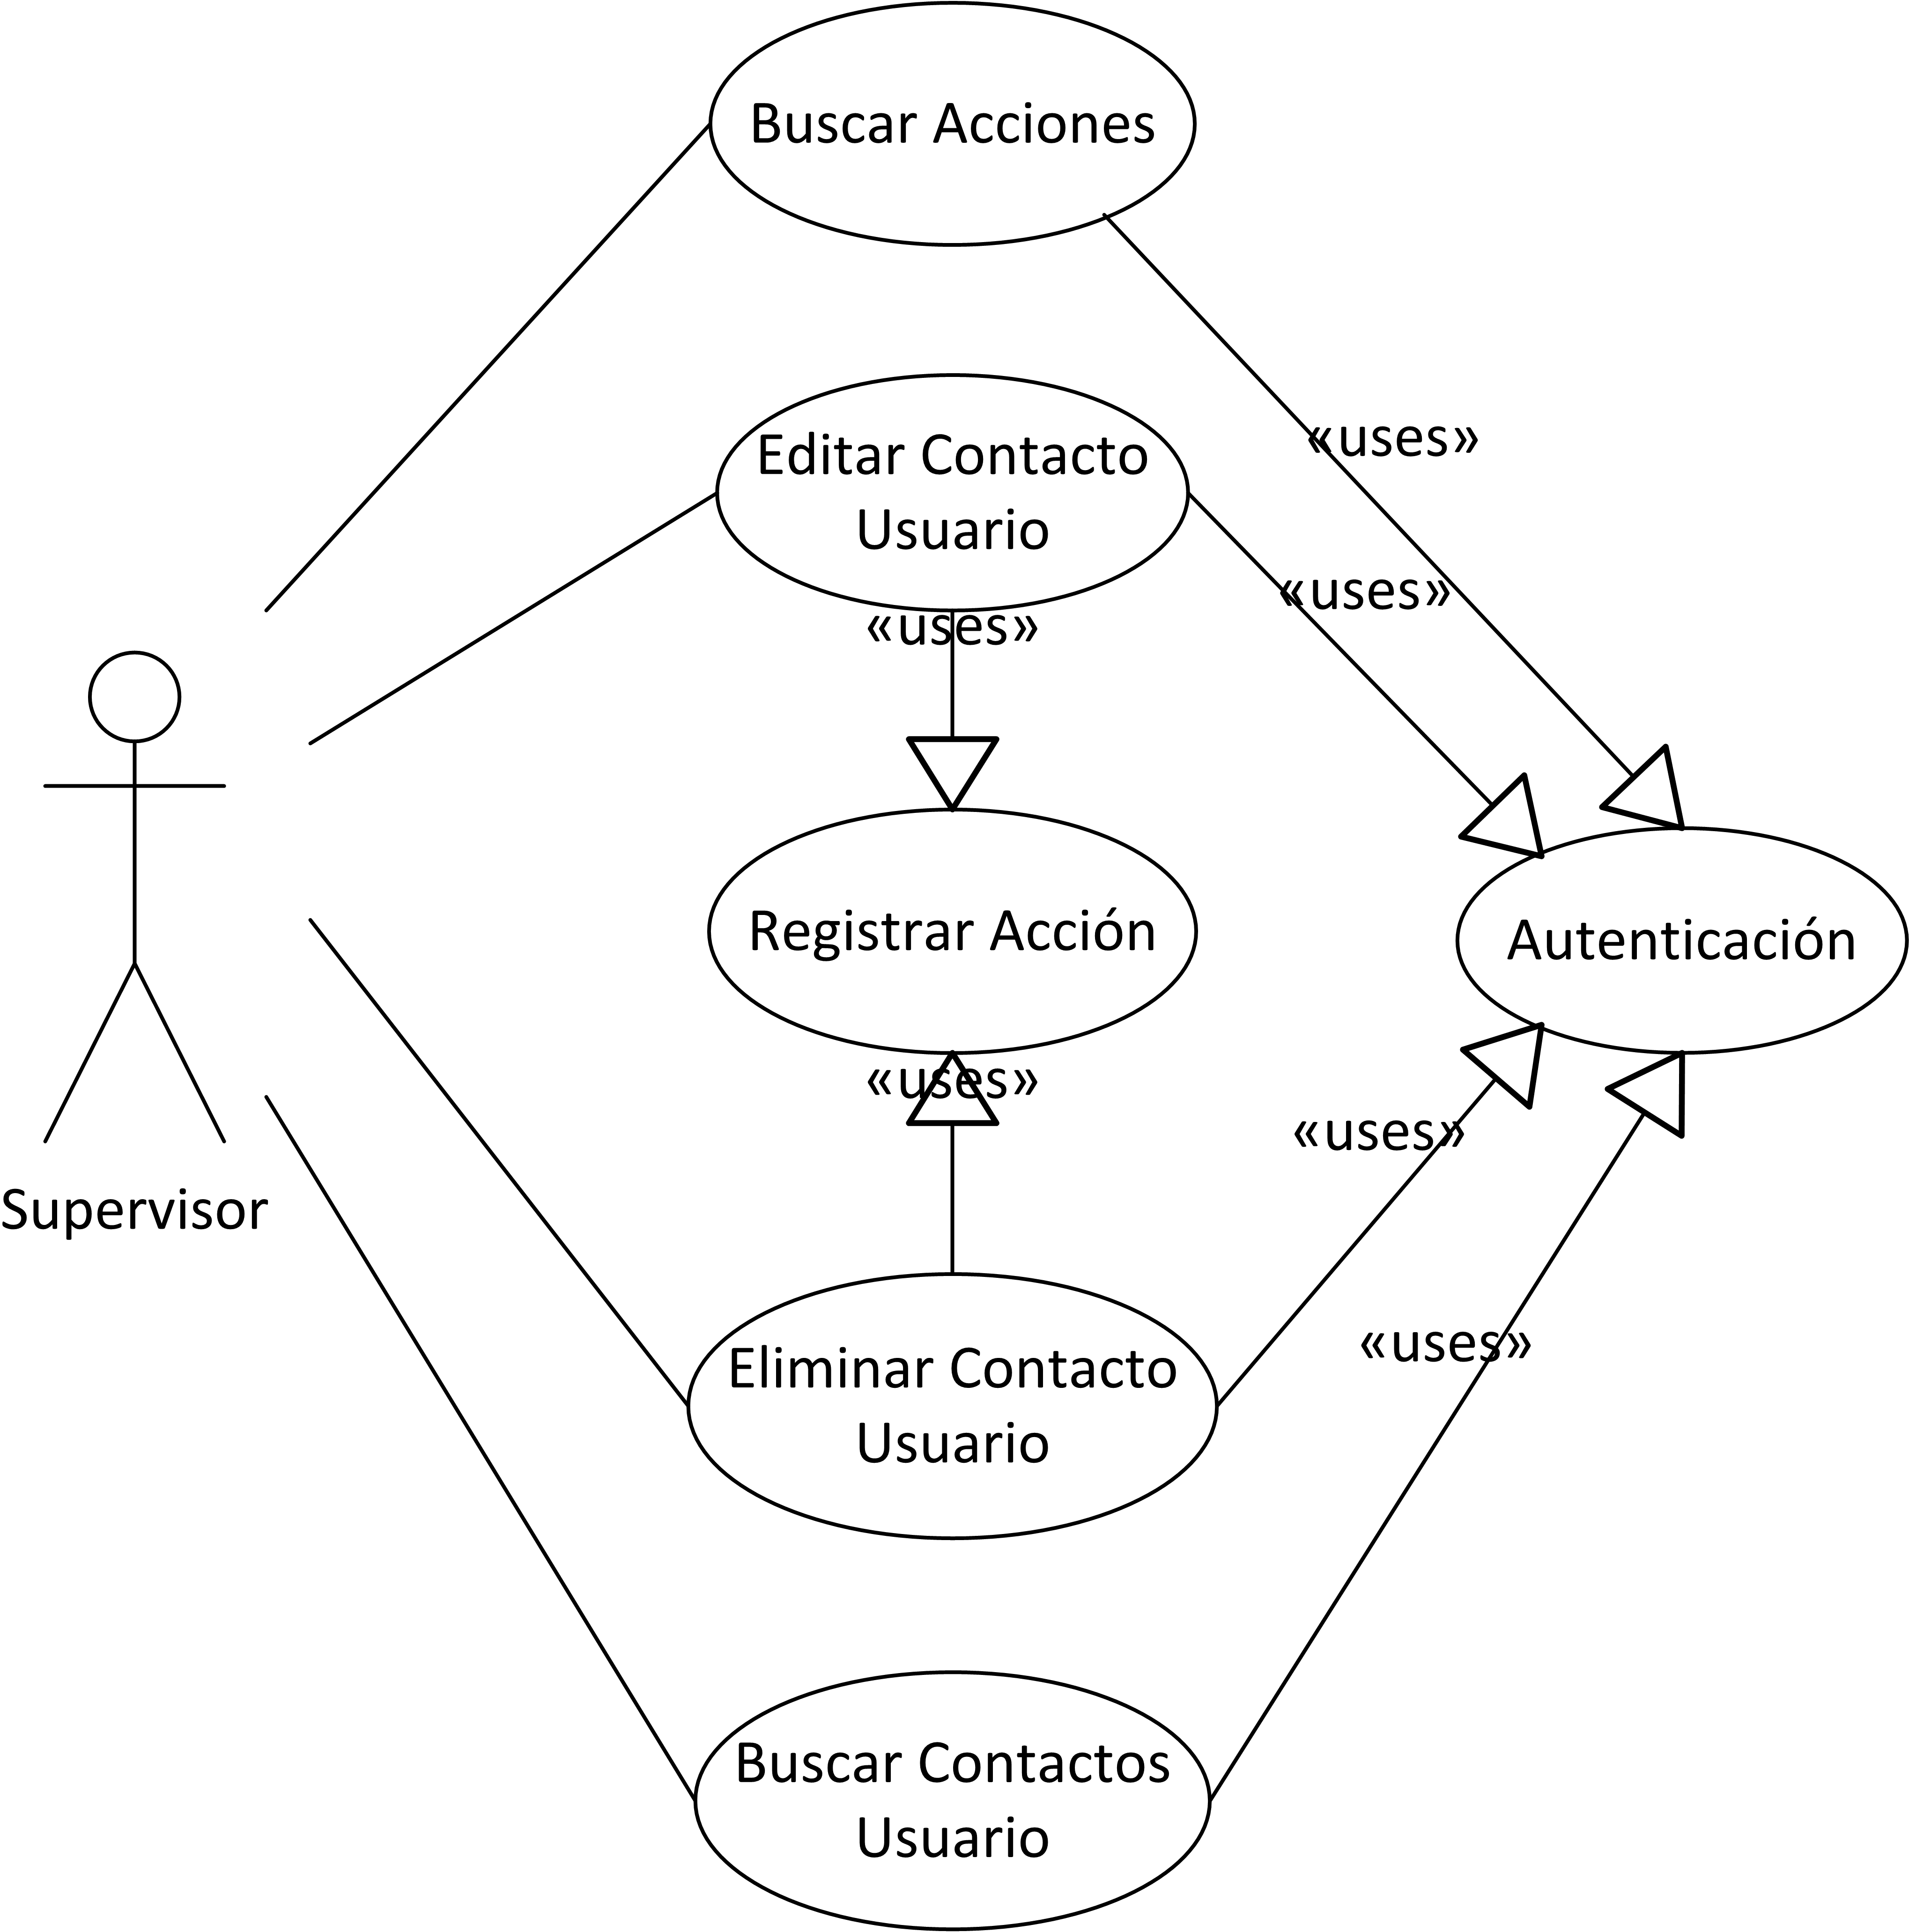 Buscar Acciones
«uses»
Editar Contacto
Usuario
«uses»
«uses»
Registrar Acción
Autenticación
«uses»
«uses»
Supervisor
«uses»
Eliminar Contacto
Usuario
Buscar Contactos
Usuario